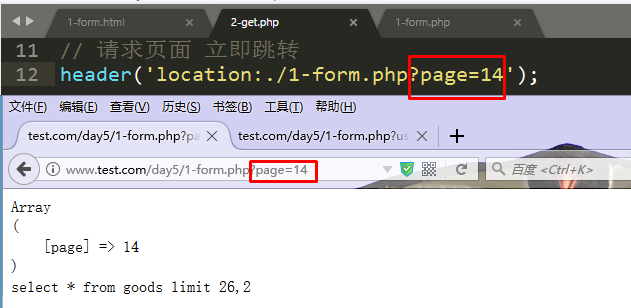 1-form.html × 2-get.php × 1-form.php ×
11 // 请求页面 立即跳转
12 header('location:./1-form.php?page=14');
文件(F) 编辑(E) 查看(V) 历史(S) 书签(B) 工具(T) 帮助(H)
test.com/day5/1-form.php?pa × test.com/day5/1-form.php?us × +
www.test.com/day5/1-form.php?page=14 百度 <Ctrl+K>
Array
(
[page] => 14
)
select * from goods limit 26,2